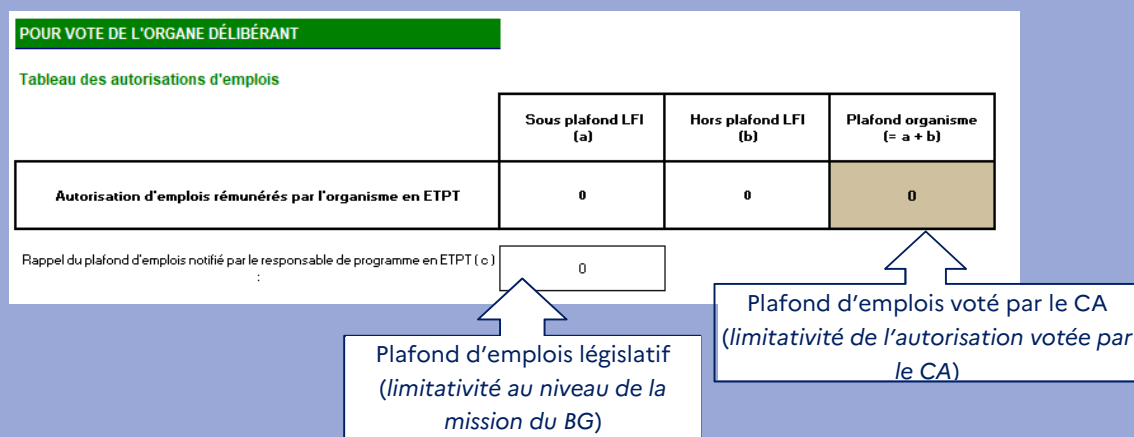 POUR VOTE DE L'ORGANE DÉLIBÉRANT
Tableau des autorisations d'emplois
Sous plafond LFI
(a)
Hors plafond LFI
(b)
Plafond organisme
(= a + b)
Autorisation d'emplois rémunérés par l'organisme en ETPT
0
0
0
Rappel du plafond d'emplois notifié par le responsable de programme en ETPT ( c )
:
0
Plafond d'emplois législatif
(limitativité au niveau de la
mission du BG)
Plafond d'emplois voté par le CA
(limitativité de l'autorisation votée par
le CA)